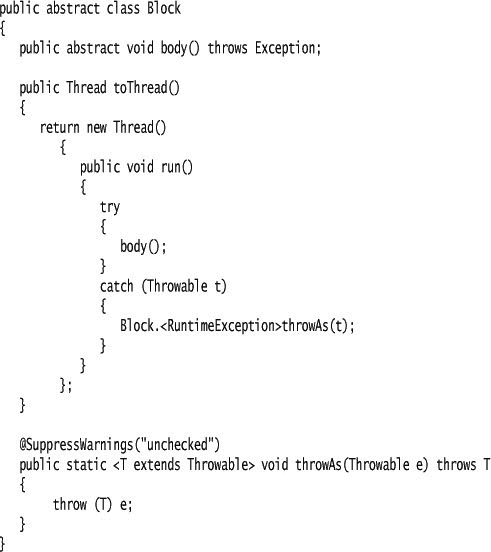 public abstract class Block
{
public abstract void body() throws Exception;
public Thread toThread()
{
return new Thread()
{
public void run()
{
try
{
body();
}
catch (Throwable t)
{
Block.<RuntimeException>throwAs(t);
}
}
};
}
@SuppressWarnings("unchecked")
public static <T extends Throwable> void throwAs(Throwable e) throws T
{
throw (T) e;
}
}